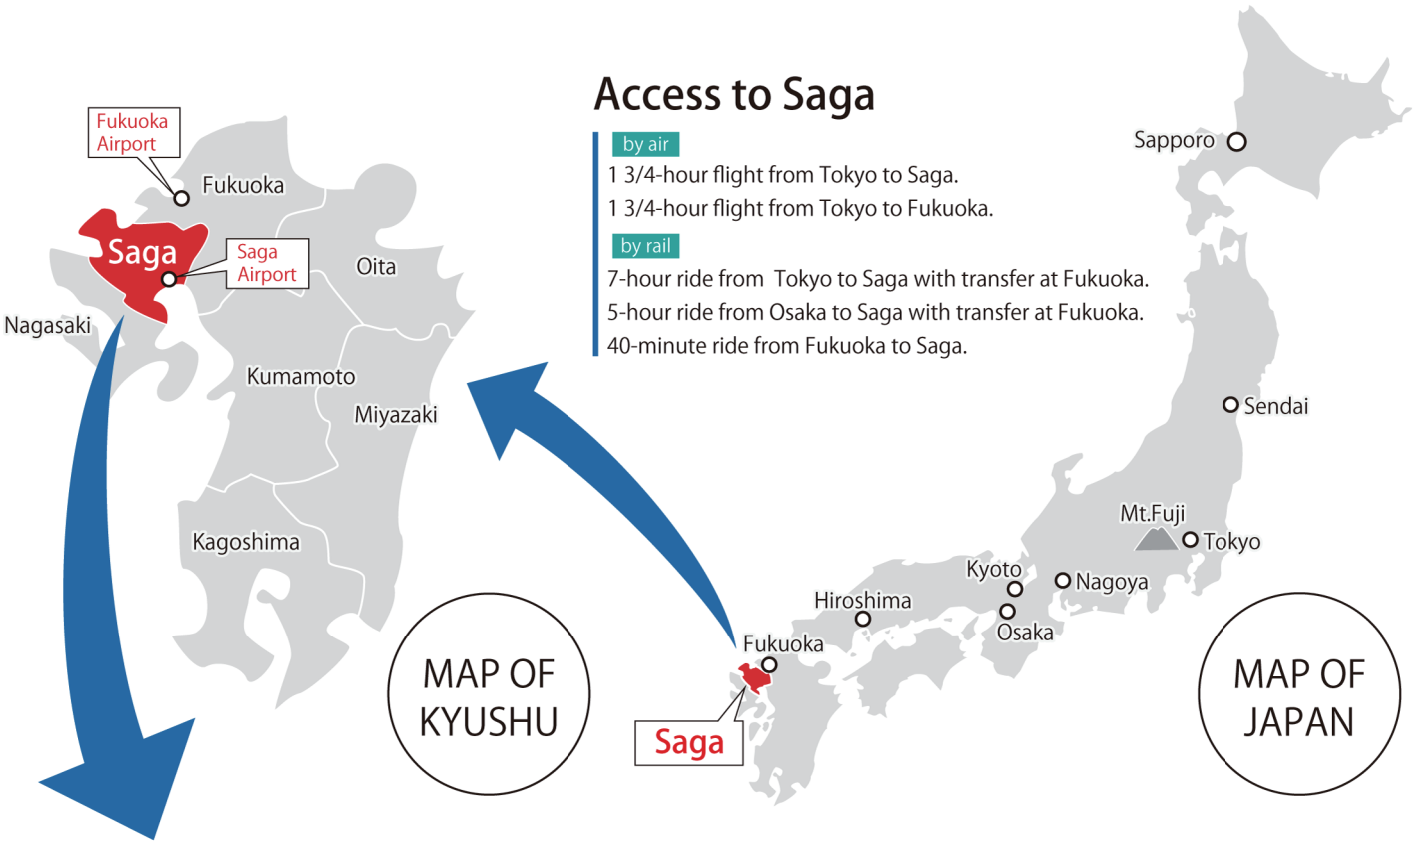 Access to Saga
by air
1 3/4-hour flight from Tokyo to Saga.
1 3/4-hour flight from Tokyo to Fukuoka.
by rail
7-hour ride from  Tokyo to Saga with transfer at Fukuoka.
5-hour ride from Osaka to Saga with transfer at Fukuoka.
40-minute ride from Fukuoka to Saga.
Fukuoka
Airport
Fukuoka
Saga
Saga
Airport
Oita
Nagasaki
Kumamoto
Miyazaki
Kagoshima
MAP OF
KYUSHU
Sapporo
Sendai
Mt.Fuji
Tokyo
Kyoto
Nagoya
Hiroshima
Osaka
Fukuoka
Saga
MAP OF
JAPAN